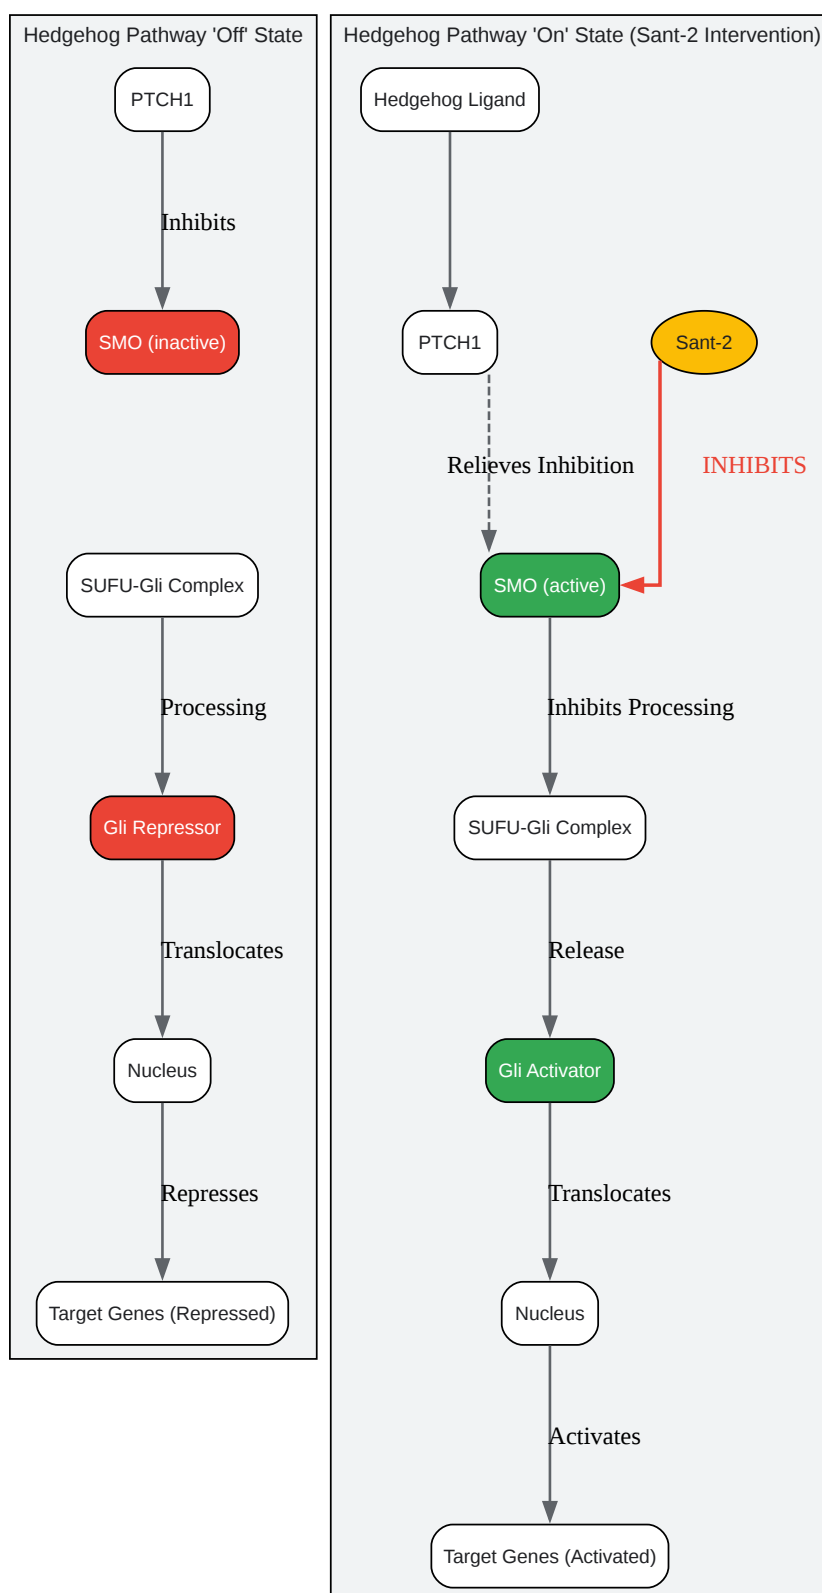 Hedgehog Pathway 'Off' State
PTCH1
Inhibits
SMO (inactive)
SUFU-Gli Complex
Processing
Gli Repressor
Translocates
Nucleus
Represses
Target Genes (Repressed)
Hedgehog Pathway 'On' State (Sant-2 Intervention)
Hedgehog Ligand
PTCH1
Sant-2
Relieves Inhibition
INHIBITS
SMO (active)
Inhibits Processing
SUFU-Gli Complex
Release
Gli Activator
Translocates
Nucleus
Activates
Target Genes (Activated)